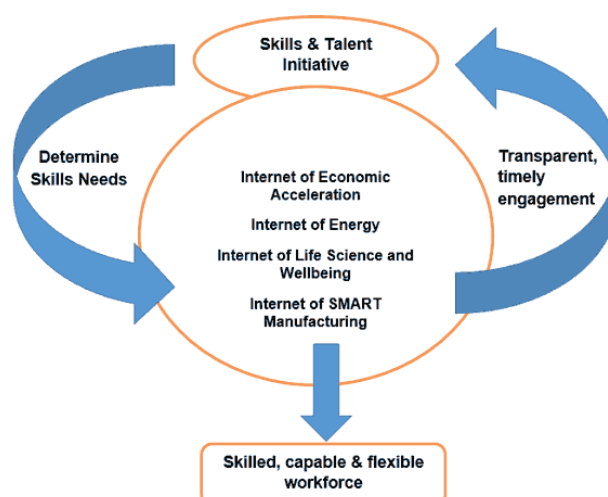 Skills & Talent
Initiative
Determine
Skills Needs
Transparent,
timely
engagement
Internet of Economic
Acceleration
Internet of Energy
Internet of Life Science and
Wellbeing
Internet of SMART
Manufacturing
Skilled, capable & flexible
workforce